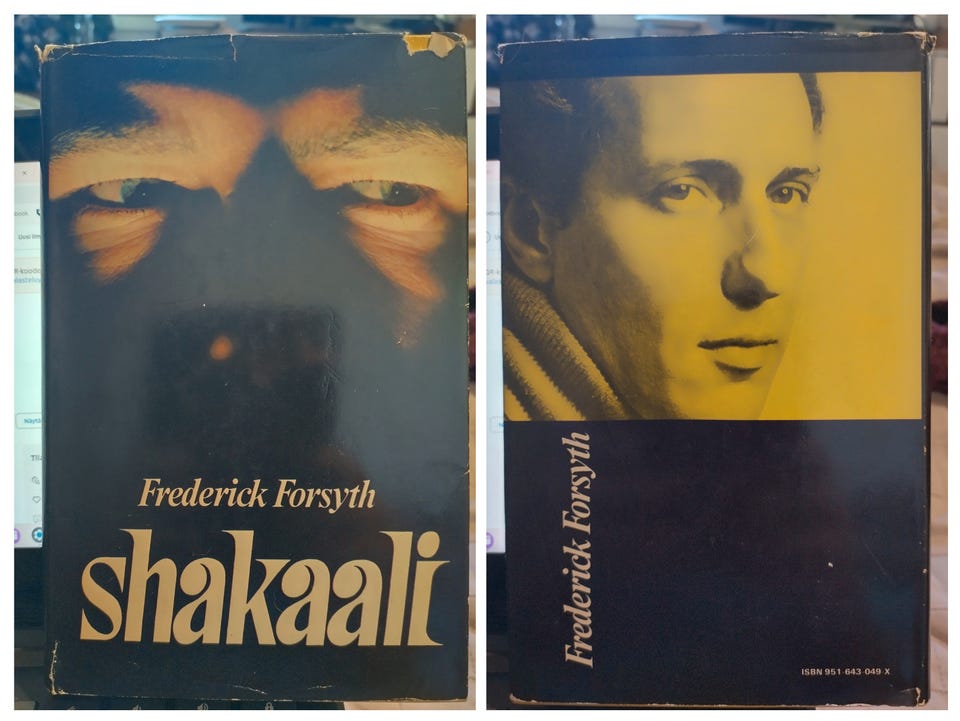 Frederick Forsyth
shakaali
Frederick Forsyth
ISBN 951-643-049-X